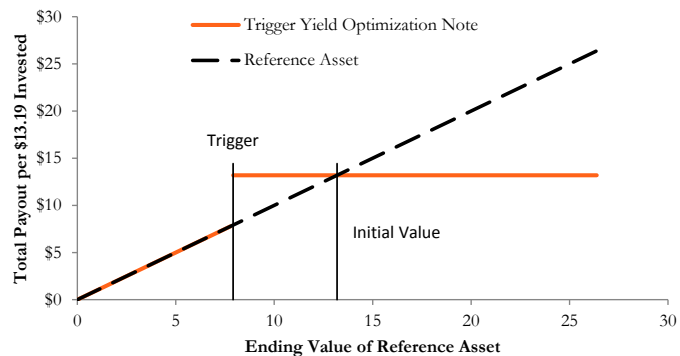 Trigger Yield Optimization Note
Reference Asset
Total Payout per $13.19 Invested
$30
$25
$20
$15
$10
$5
$0
Trigger
Initial Value
0
5
10
15
20
25
30
Ending Value of Reference Asset